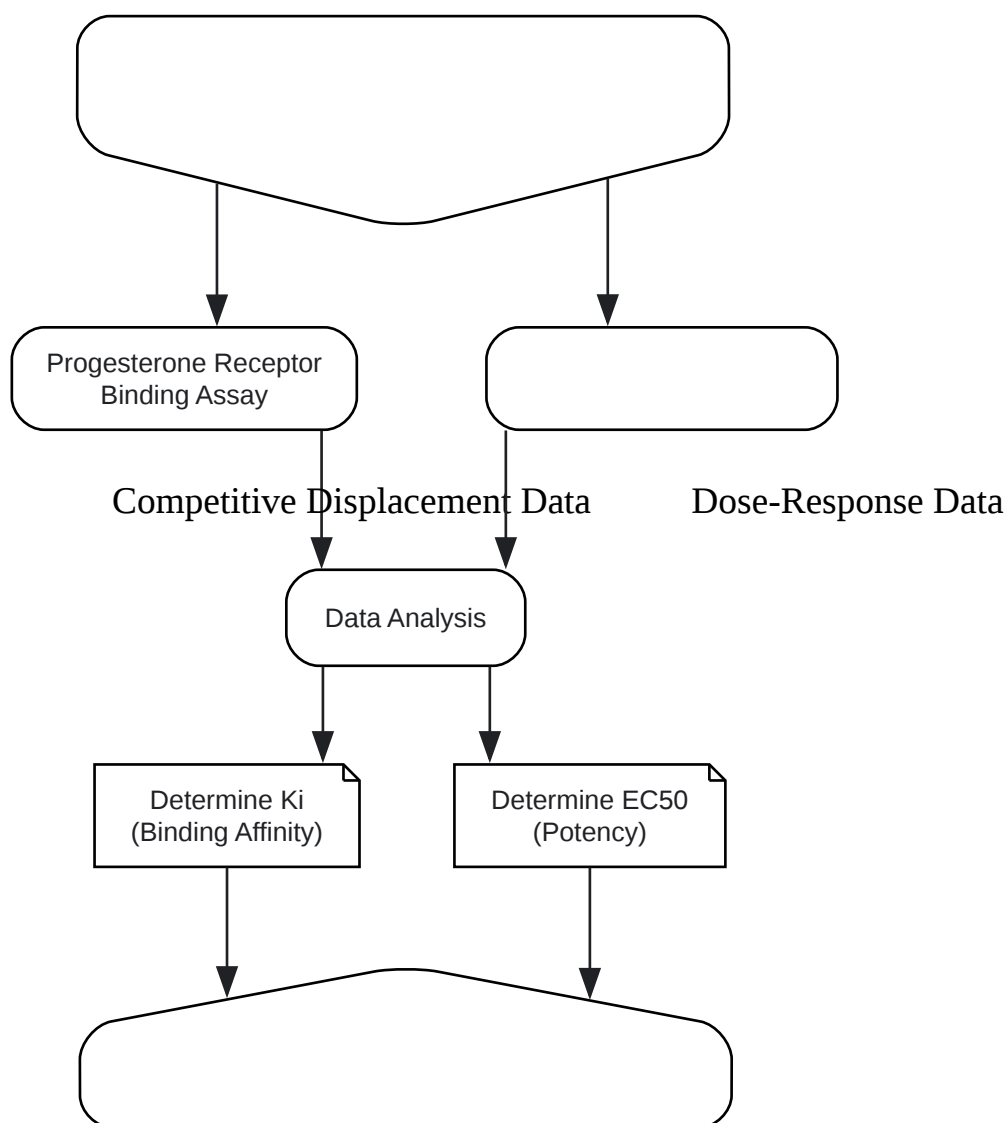 Progesterone Receptor
Binding Assay
Competitive Displacement Data
Dose-Response Data
Data Analysis
Determine Ki
(Binding Affinity)
Determine EC50
(Potency)